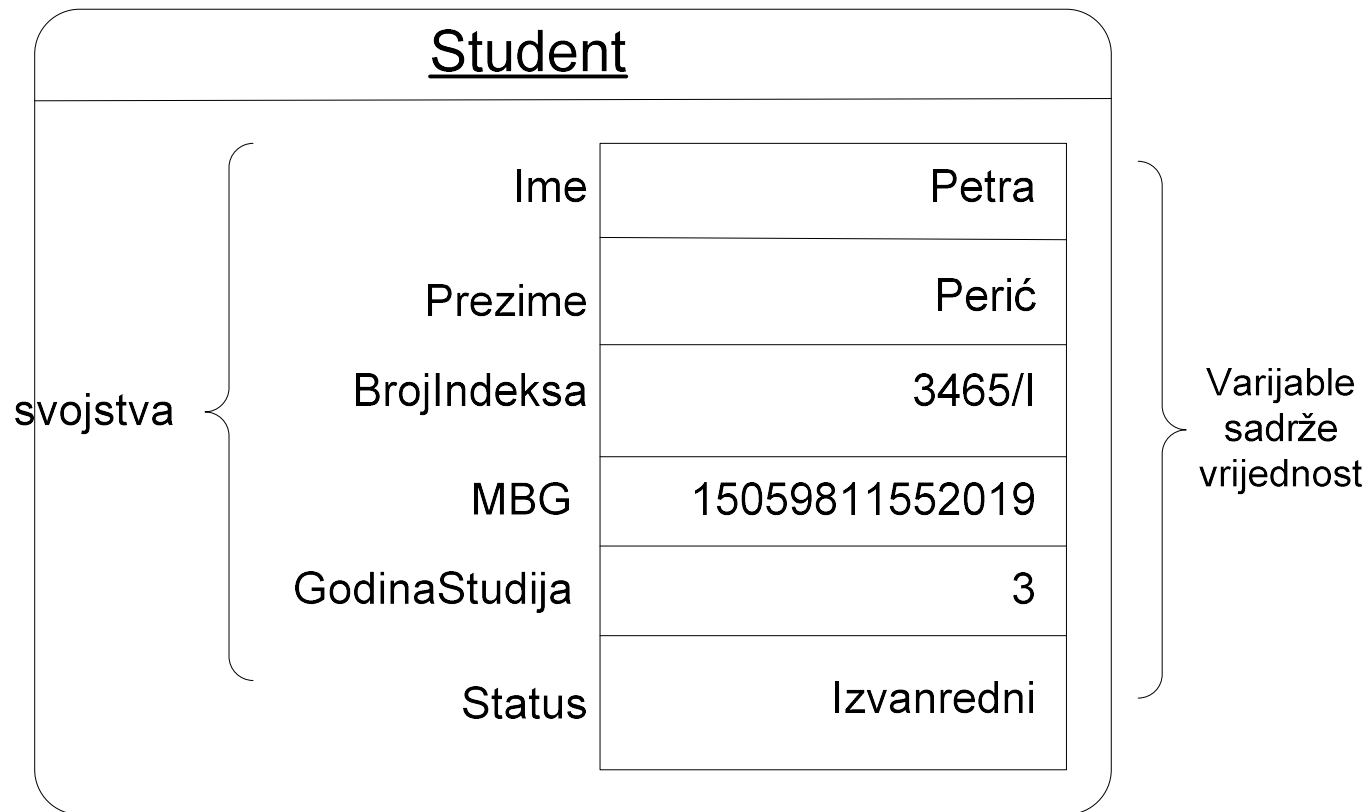 Student
Ime
Petra
Prezime
Perić
BrojIndeksa
3465/I
MBG
15059811552019
GodinaStudija
3
Status
Izvanredni
svojstva
Varijable
sadrže
vrijednost